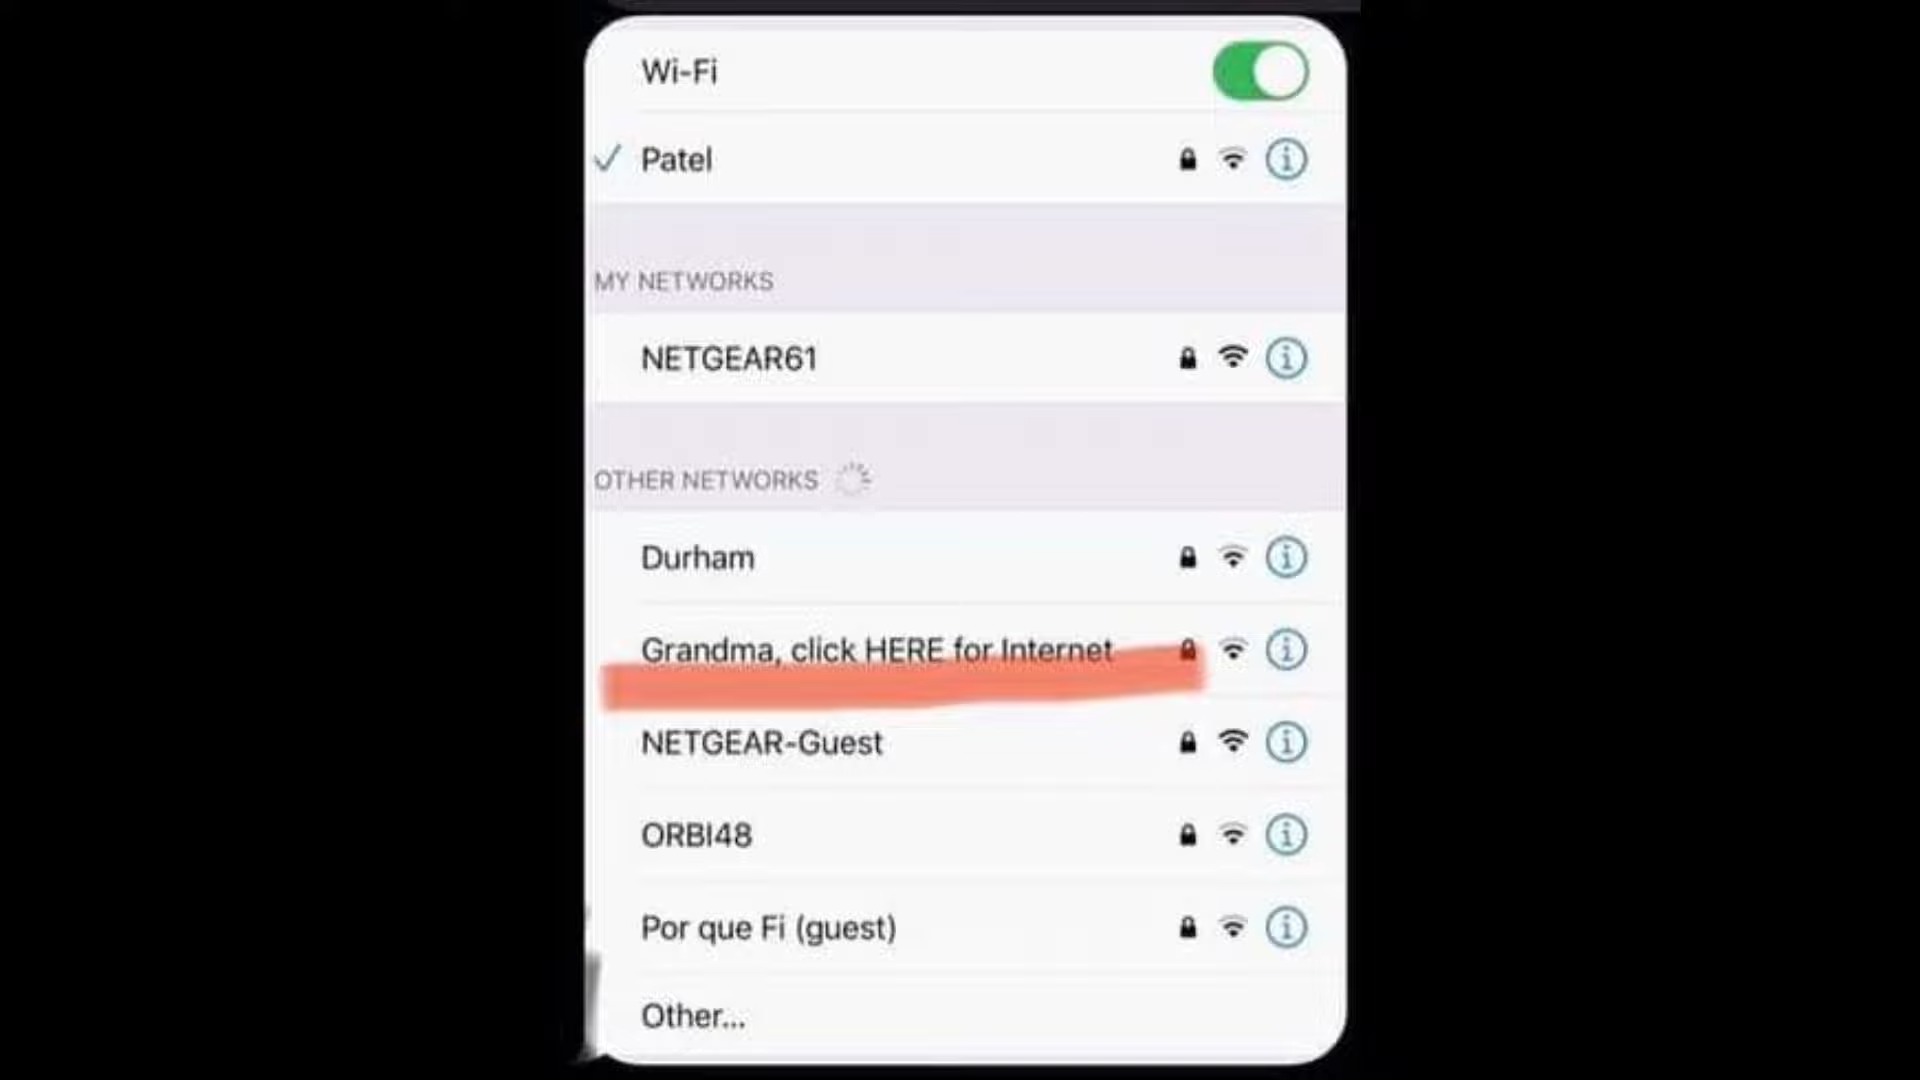 Wi-Fi
Patel
MY NETWORKS
NETGEAR61
OTHER NETWORKS
Durham
Grandma, click HERE for Internet
NETGEAR-Guest
ORBI48
Por que Fi (guest)
Other...